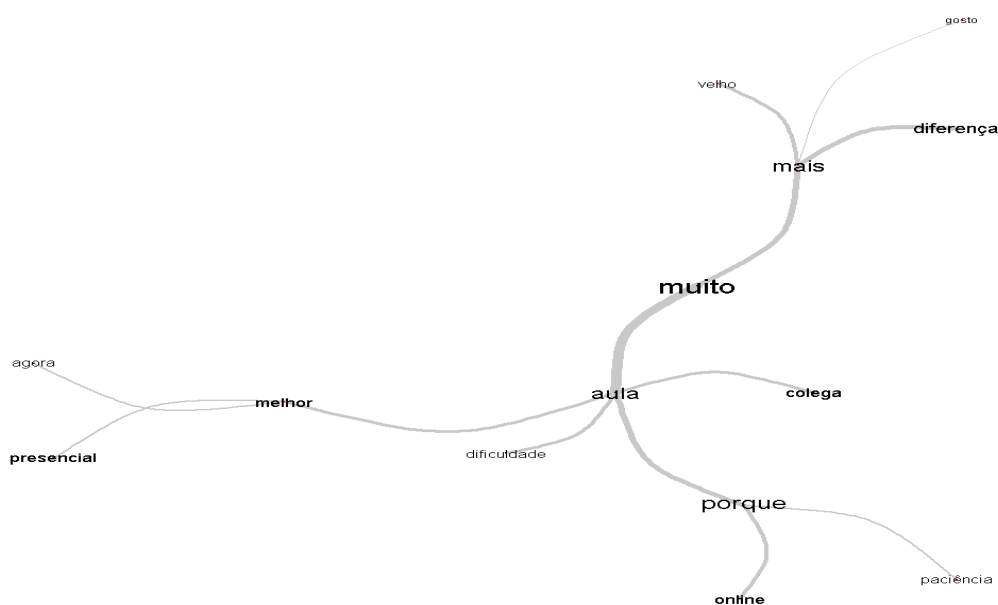 gosto
velho
diferença
mais
muito
agora
melhor
aula
colega
presencial
dificuldade
porque
paciência
online